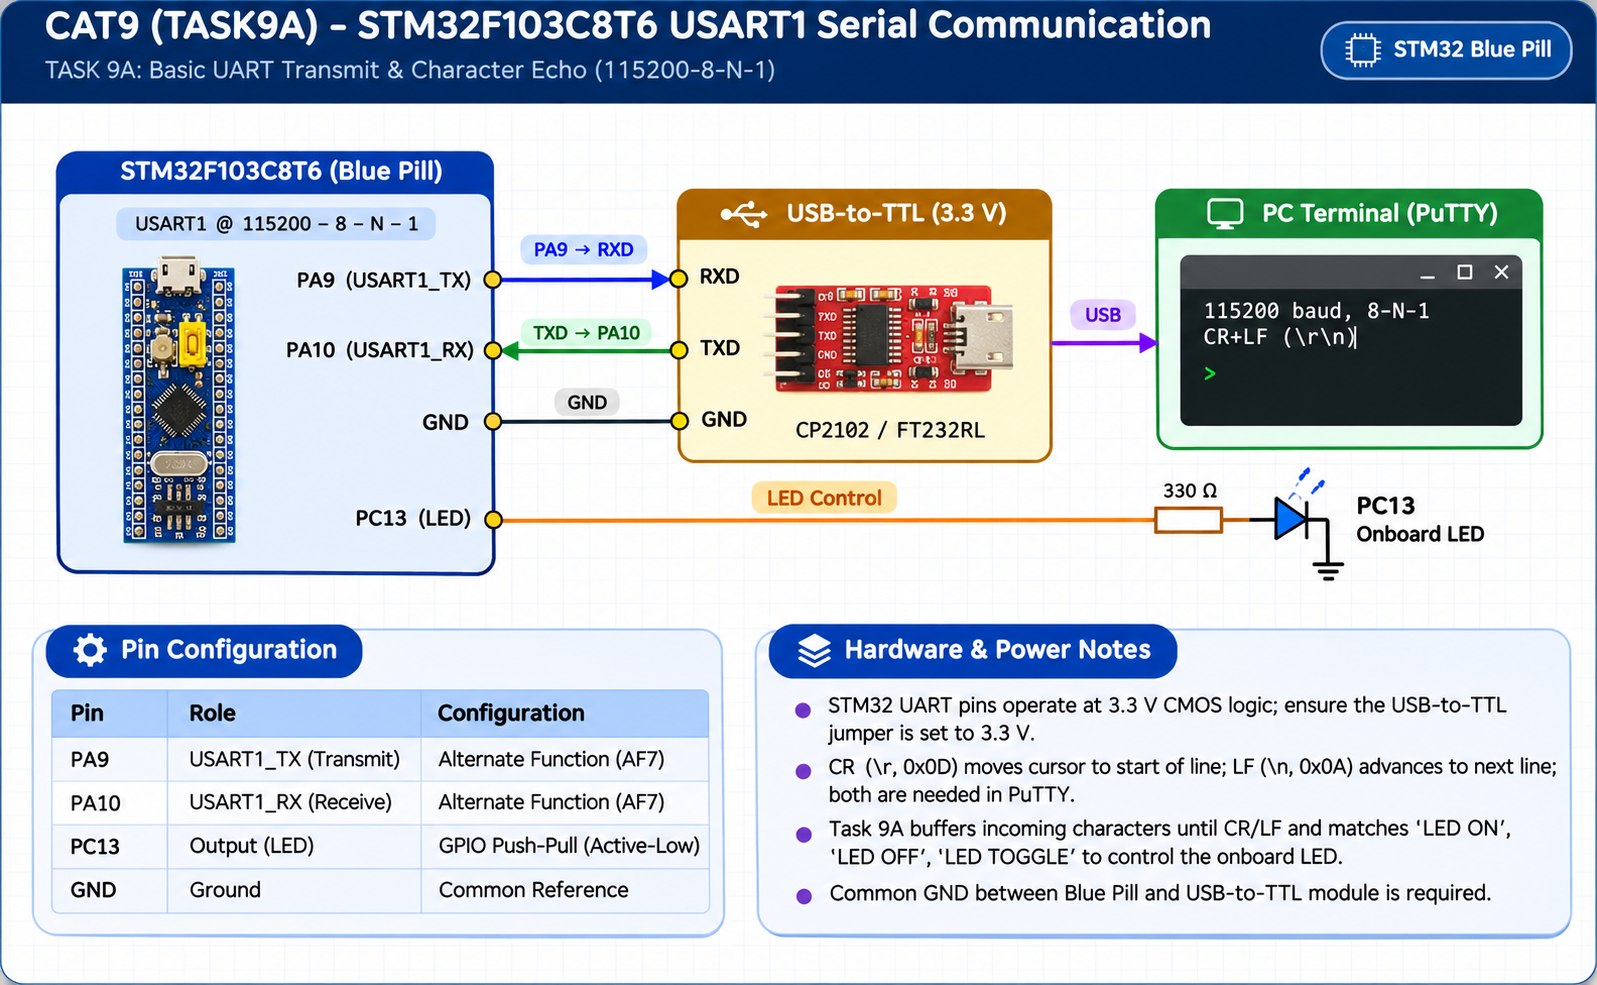 CAT9 (TASK9A) - STM32F103C8T6 USART1 Serial Communication
TASK 9A: Basic UART Transmit & Character Echo (115200-8-N-1)
STM32 Blue Pill
STM32F103C8T6 (Blue Pill)
USART1 @ 115200 – 8 – N – 1
PA9 (USART1_TX)
PA10 (USART1_RX)
GND
PC13 (LED)
PA9 → RXD
TXD → PA10
GND
LED Control
USB-to-TTL (3.3 V)
RXD
TXD
GND
TXD
GND
CP2102 / FT232RL
USB
PC Terminal (PuTTY)
115200 baud, 8-N-1
CR+LF (\r\n)
>
330 Ω
PC13
Onboard LED
Pin Configuration
Pin Role Configuration
PA9 USART1_TX (Transmit) Alternate Function (AF7)
PA10 USART1_RX (Receive) Alternate Function (AF7)
PC13 Output (LED) GPIO Push-Pull (Active-Low)
GND Ground Common Reference
Hardware & Power Notes
STM32 UART pins operate at 3.3 V CMOS logic; ensure the USB-to-TTL
jumper is set to 3.3 V.
CR (\r, 0x0D) moves cursor to start of line; LF (\n, 0x0A) advances to next line;
both are needed in PuTTY.
Task 9A buffers incoming characters until CR/LF and matches 'LED ON',
'LED OFF', 'LED TOGGLE' to control the onboard LED.
Common GND between Blue Pill and USB-to-TTL module is required.